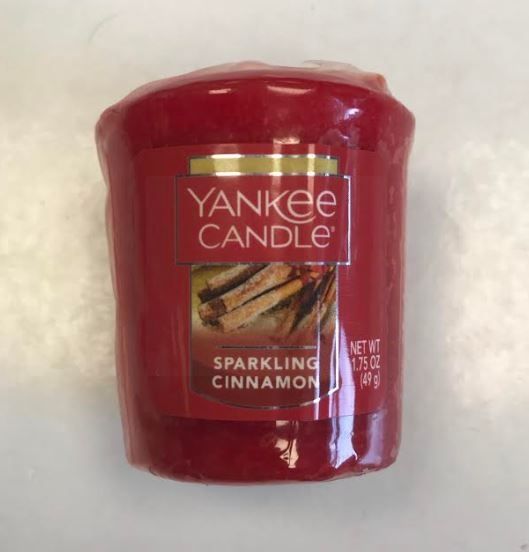 YANKee
CANDLe®
SPARKLING
CINNAMON
NET WT
1.75 OZ
(49 g)